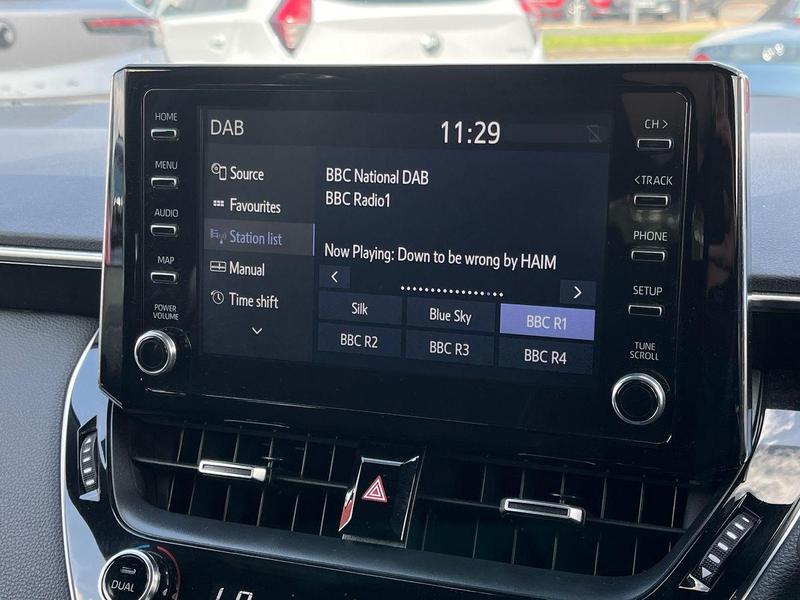 HOME
MENU
AUDIO
MAP
POWER
VOLUME
DAB
11:29
Source
Favourites
Station list
Manual
Time shift
BBC National DAB
BBC Radio1
Now Playing: Down to be wrong by HAIM
<
>
Silk
Blue Sky
BBC R1
BBC R2
BBC R3
BBC R4
CH >
< TRACK
PHONE
SETUP
TUNE
SCROLL
DUAL